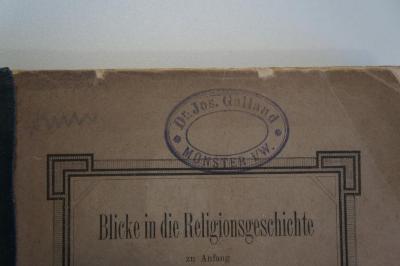 Dr. Jos. Galland
MÜNSTER i/W.
Blicke in die Religionsgeschichte
zu Anfang